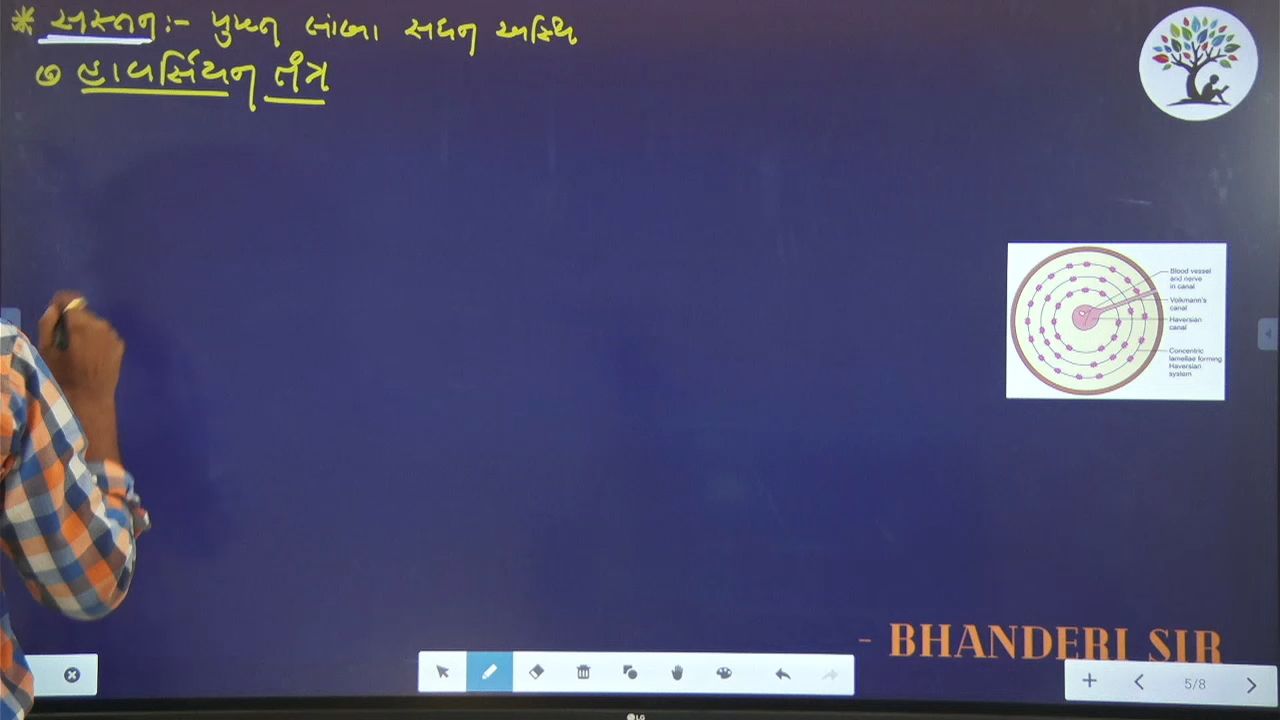 * સસ્તન :- પુખ્ત લાંબા સઘન અસ્થિ
હાવર્સિયન તંત્ર
Blood vessel
and nerve
in canal
Volkmann's
canal
Haversian
canal
Concentric
lamellae forming
Haversian
system
- BHANDERI SIR
5/8
LG